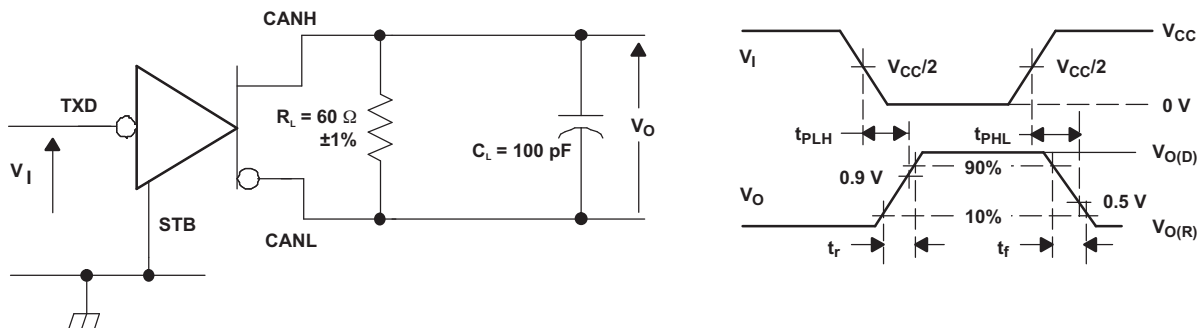 CANH
TXD
R_L = 60 Ω
±1%
C_L = 100 pF
V_O
V_I
STB
CANL
V_I
V_CC
V_CC/2
V_CC/2
0 V
t_PLH
t_PHL
V_O(D)
90%
0.9 V
V_O
0.5 V
10%
V_O(R)
t_r
t_f